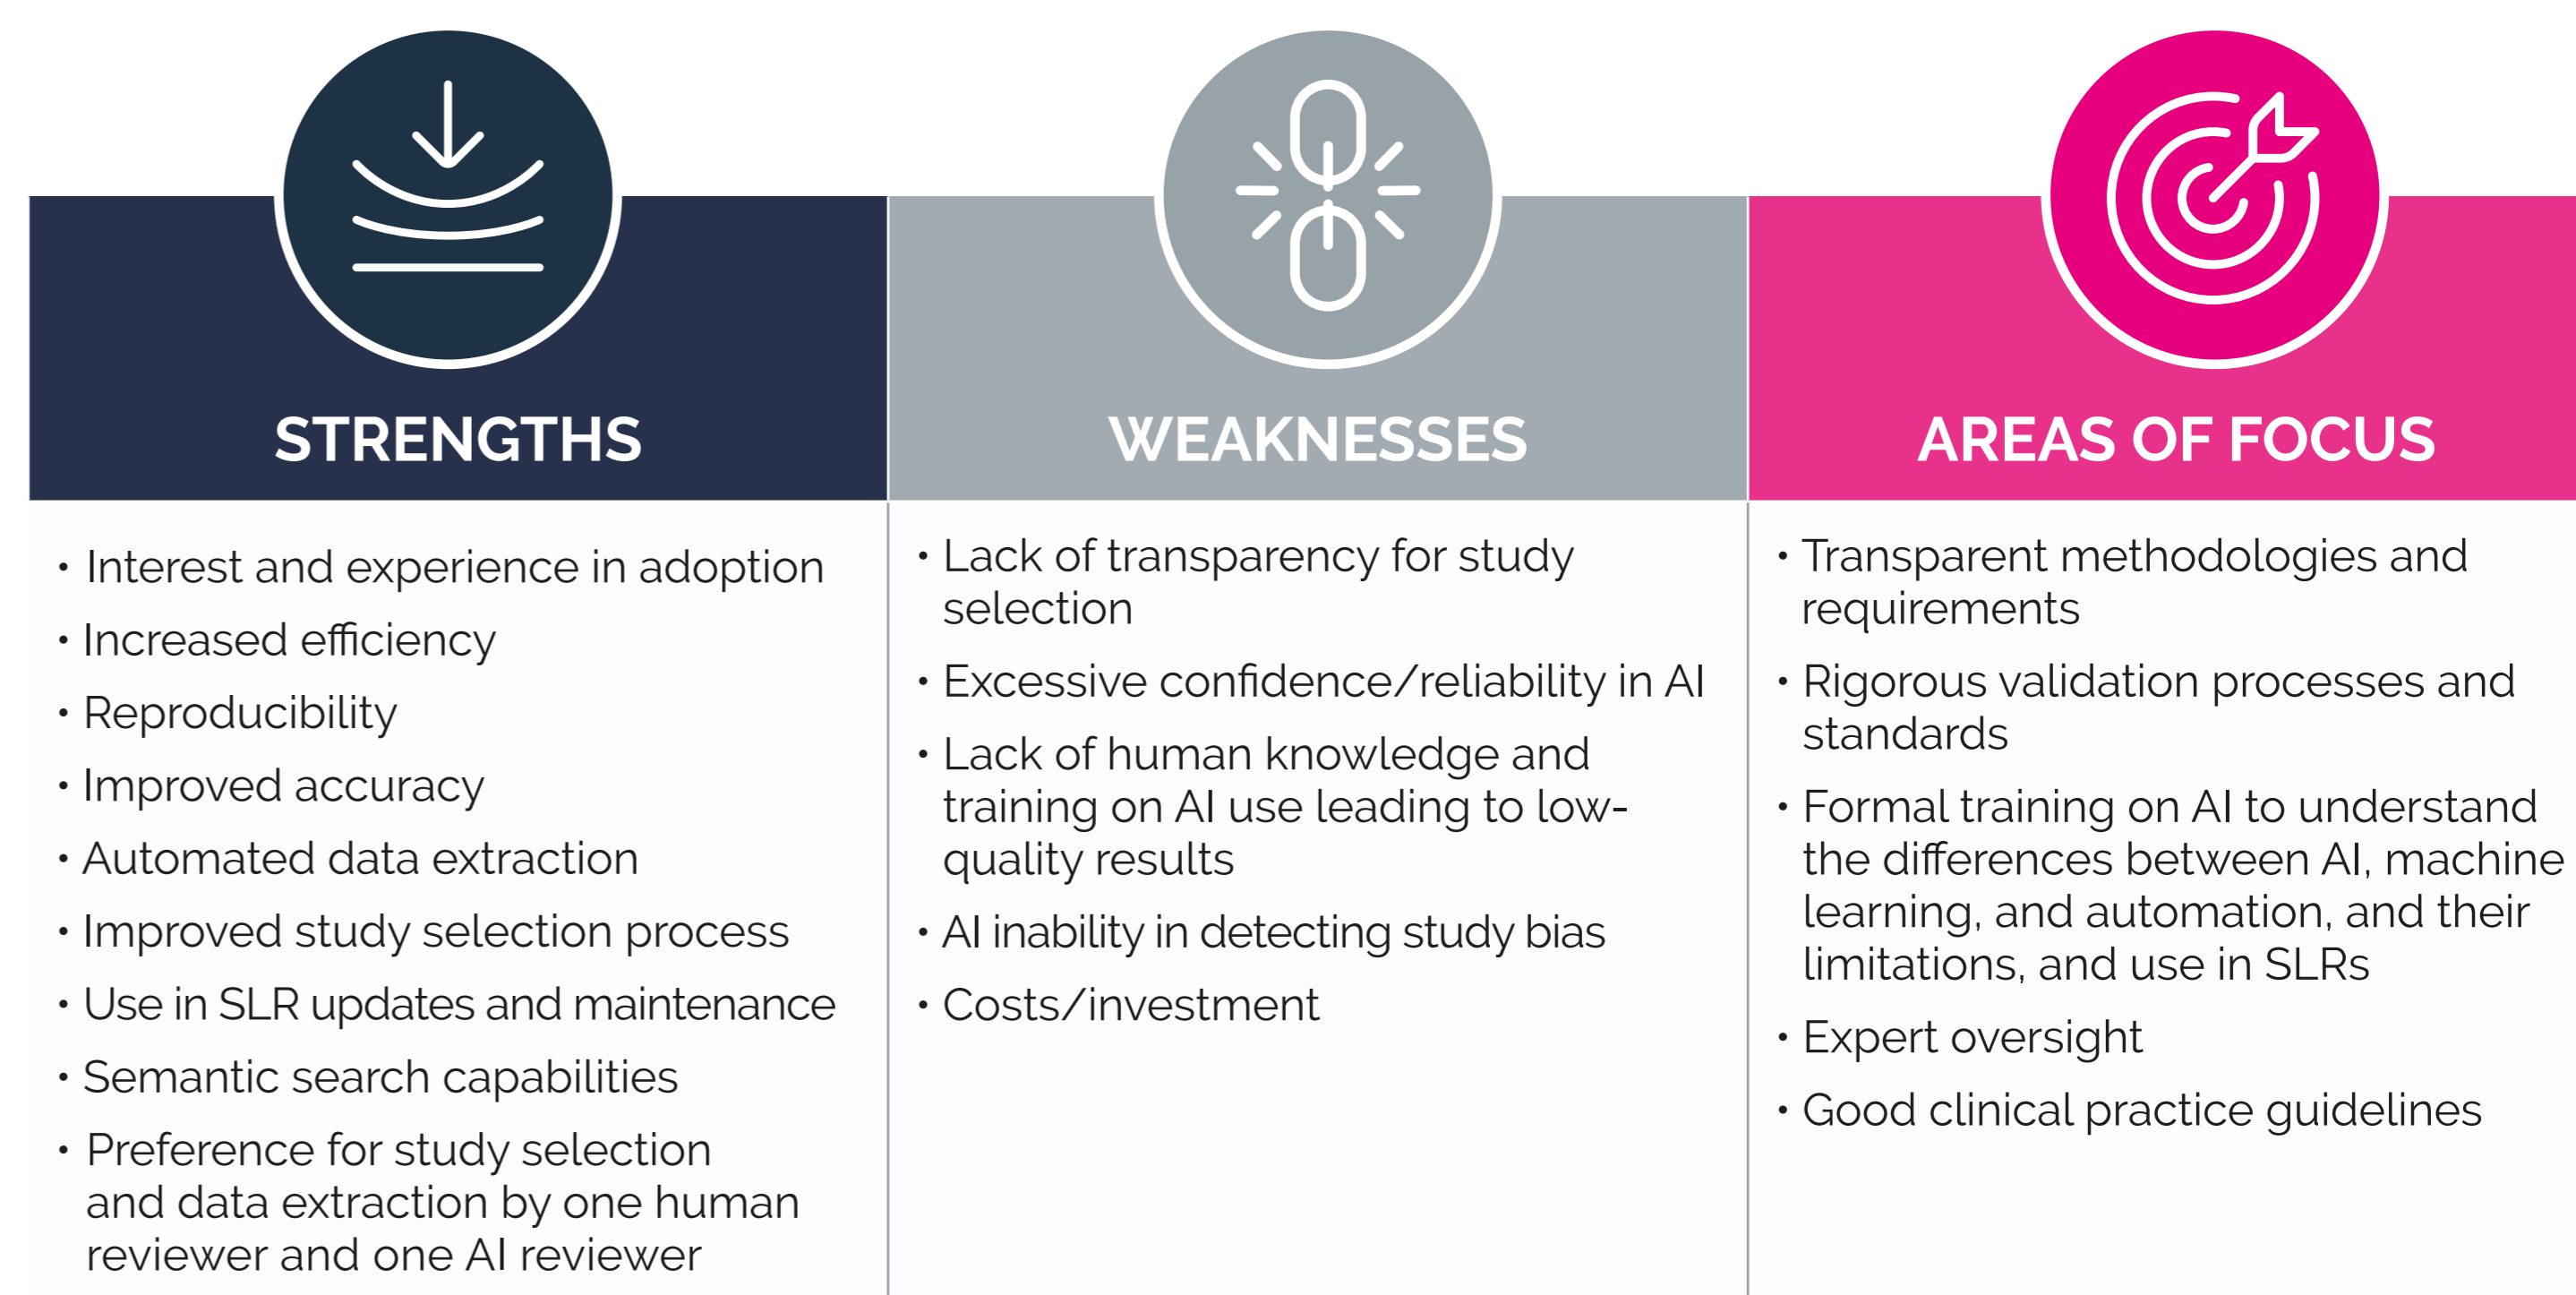 STRENGTHS
• Interest and experience in adoption
• Increased efficiency
• Reproducibility
• Improved accuracy
• Automated data extraction
• Improved study selection process
• Use in SLR updates and maintenance
• Semantic search capabilities
• Preference for study selection
and data extraction by one human
reviewer and one AI reviewer
WEAKNESSES
• Lack of transparency for study
selection
• Excessive confidence/reliability in AI
• Lack of human knowledge and
training on AI use leading to low-
quality results
• AI inability in detecting study bias
• Costs/investment
AREAS OF FOCUS
• Transparent methodologies and
requirements
• Rigorous validation processes and
standards
• Formal training on AI to understand
the differences between AI, machine
learning, and automation, and their
limitations, and use in SLRs
• Expert oversight
• Good clinical practice guidelines